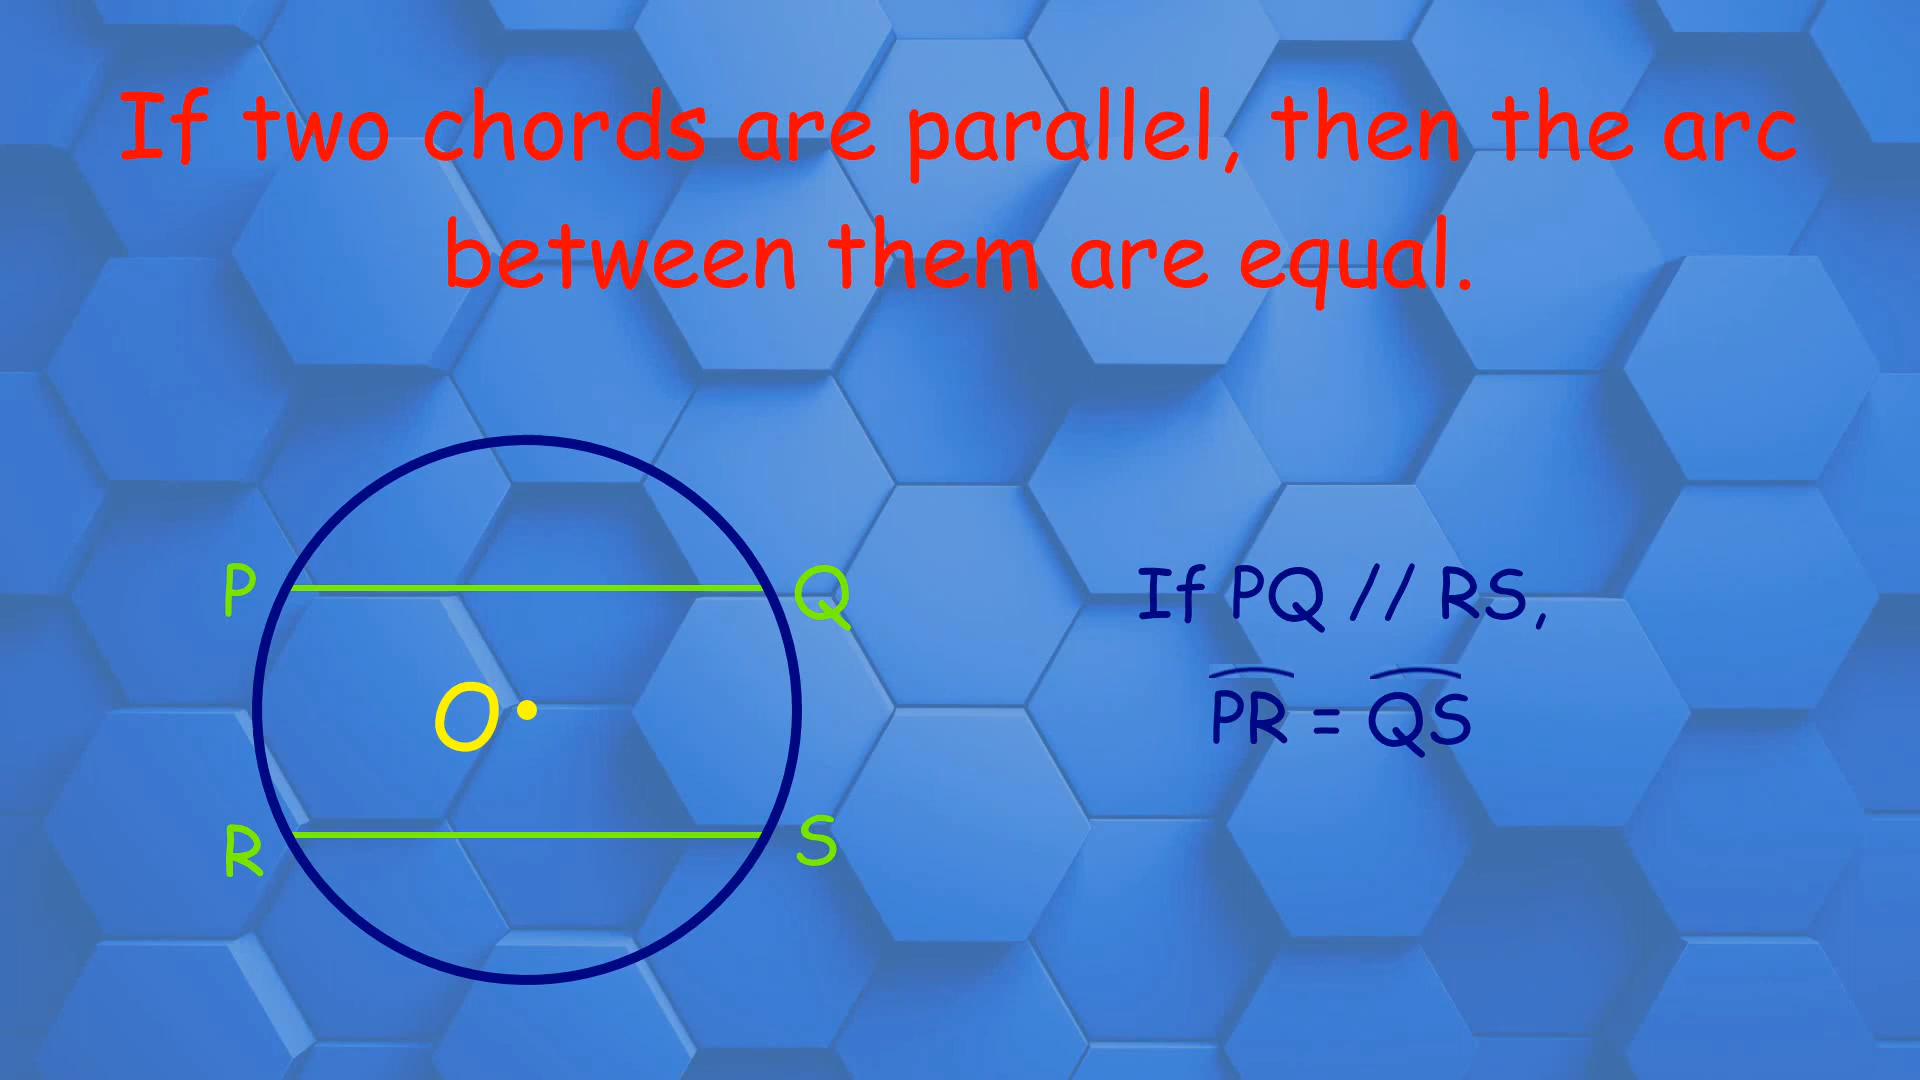 If two chords are parallel, then the arc
between them are equal.
P
Q
O
R
S
If PQ // RS,
PR = QS